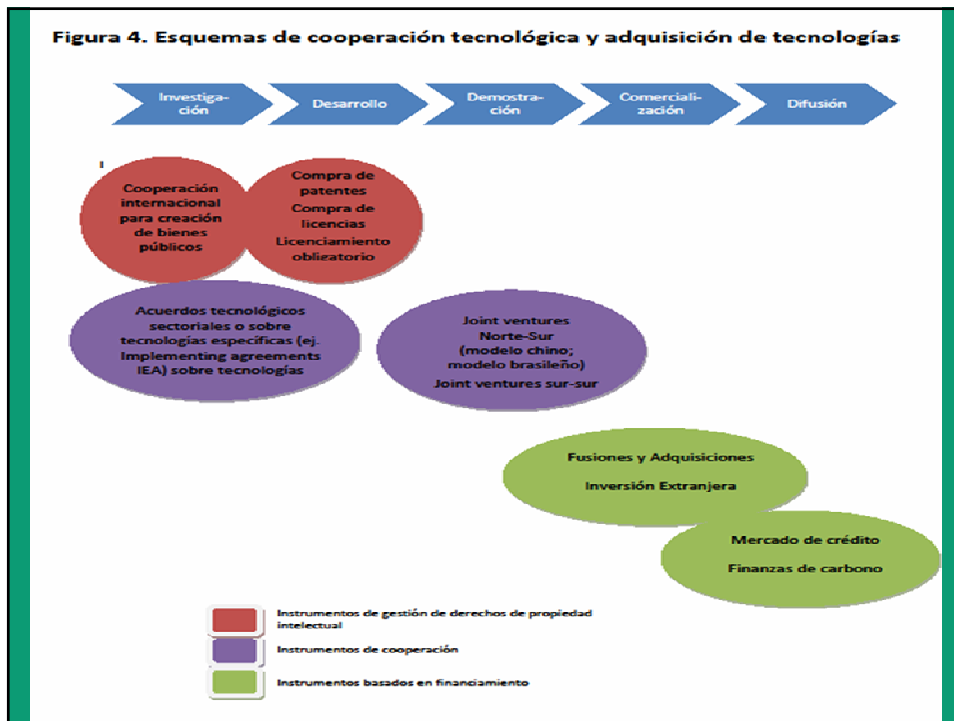 Figura 4. Esquemas de cooperación tecnológica y adquisición de tecnologías
Investiga-
ción
Desarrollo
Demostra-
ción
Comerciali-
zación
Difusión
Cooperación
internacional
para creación
de bienes
públicos
Compra de
patentes
Compra de
licencias
Licenciamiento
obligatorio
Acuerdos tecnológicos
sectoriales o sobre
tecnologías específicas (ej.
Implementing agreements
IEA) sobre tecnologías
Joint ventures
Norte-Sur
(modelo chino;
modelo brasileño)
Joint ventures sur-sur
Fusiones y Adquisiciones
Inversión Extranjera
Mercado de crédito
Finanzas de carbono
Instrumentos de gestión de derechos de propiedad
intelectual
Instrumentos de cooperación
Instrumentos basados en financiamiento